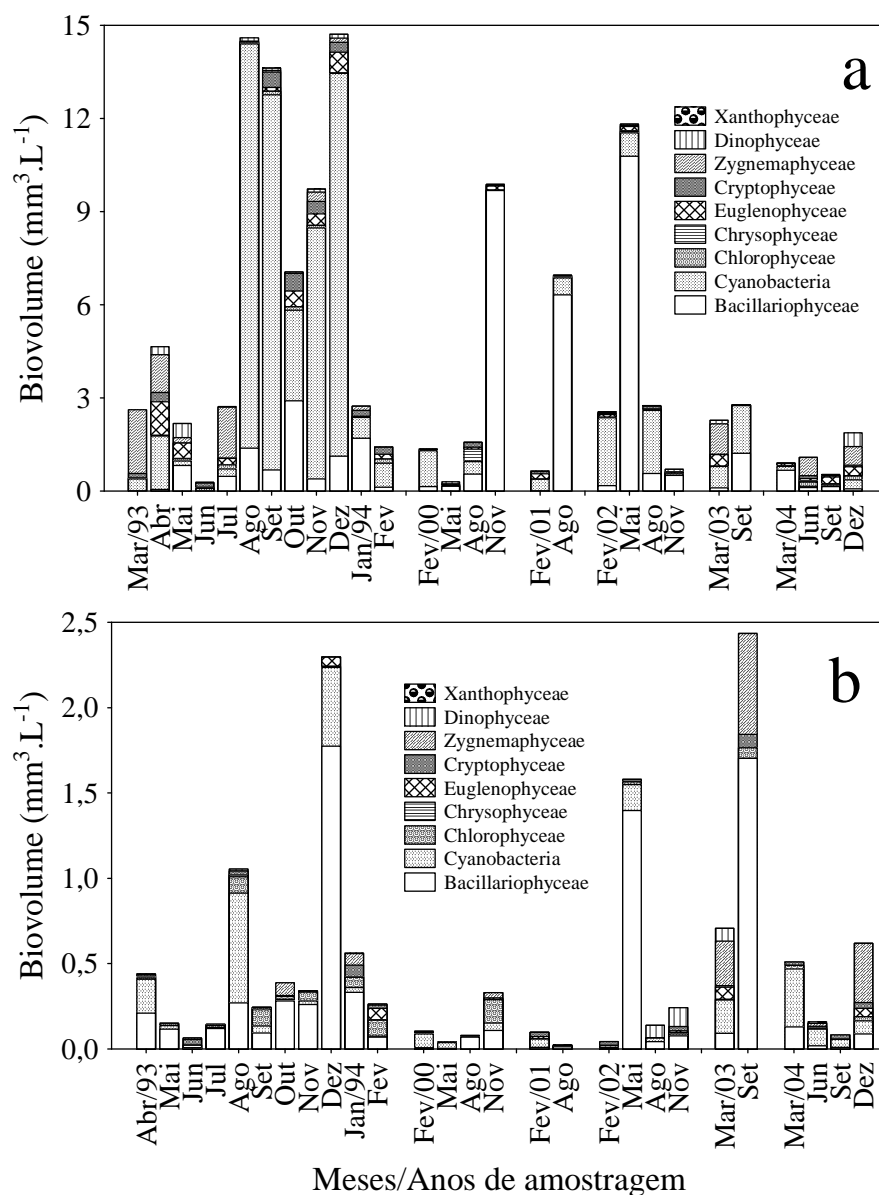 15
12
9
6
3
0
Biovolume (mm³.L⁻¹)
a
Xanthophyceae
Dinophyceae
Zygnemaphyceae
Cryptophyceae
Euglenophyceae
Chrysophyceae
Chlorophyceae
Cyanobacteria
Bacillariophyceae
Mar/93
Abr
Mai
Jun
Jul
Ago
Set
Out
Nov
Dez
Jan/94
Fev
Fev/00
Mai
Ago
Nov
Fev/01
Ago
Fev/02
Mai
Ago
Nov
Mar/03
Set
Mar/04
Jun
Set
Dez
2,5
2,0
1,5
1,0
0,5
0,0
Biovolume (mm³.L⁻¹)
b
Xanthophyceae
Dinophyceae
Zygnemaphyceae
Cryptophyceae
Euglenophyceae
Chrysophyceae
Chlorophyceae
Cyanobacteria
Bacillariophyceae
Abr/93
Mai
Jun
Jul
Ago
Set
Out
Nov
Dez
Jan/94
Fev
Fev/00
Mai
Ago
Nov
Fev/01
Ago
Fev/02
Mai
Ago
Nov
Mar/03
Set
Mar/04
Jun
Set
Dez
Meses/Anos de amostragem